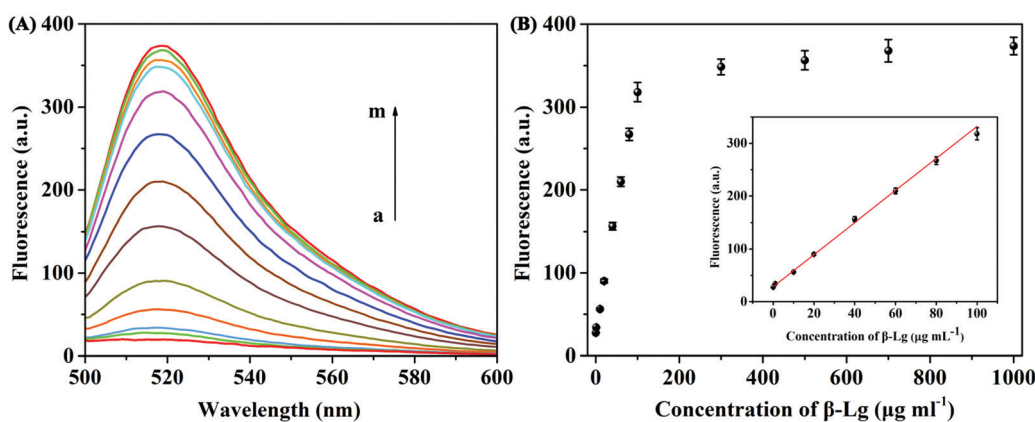 (A)
400
300
200
100
0
Fluorescence (a.u.)
m
a
500 520 540 560 580 600
Wavelength (nm)
(B)
400
300
200
100
0
Fluorescence (a.u.)
0 200 400 600 800 1000
Concentration of β-Lg (μg ml⁻¹)
300
200
100
0
Fluorescence (a.u.)
0 20 40 60 80 100
Concentration of β-Lg (μg mL⁻¹)